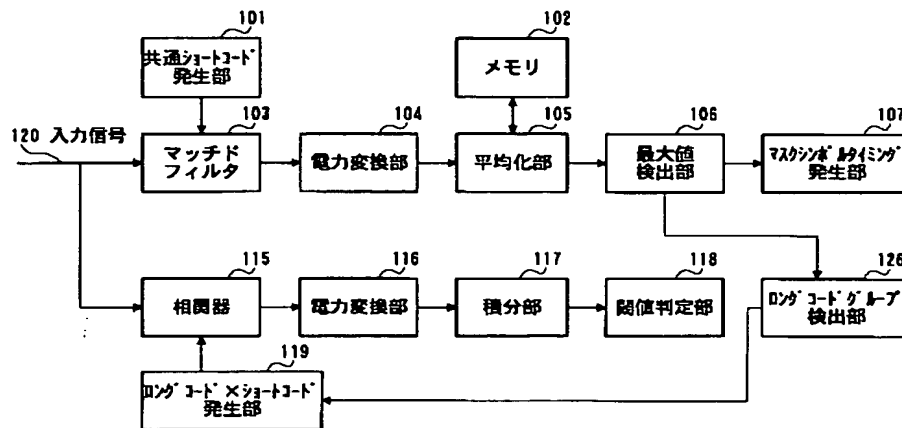 101
共通ショートコード
発生部
102
メモリ
120 入力信号
103
マッチド
フィルタ
104
電力変換部
105
平均化部
106
最大値
検出部
107
マスクシンボルタイミング
発生部
115
相関器
116
電力変換部
117
積分部
118
閾値判定部
126
ロングコードグループ
検出部
119
ロングコード×ショートコード
発生部